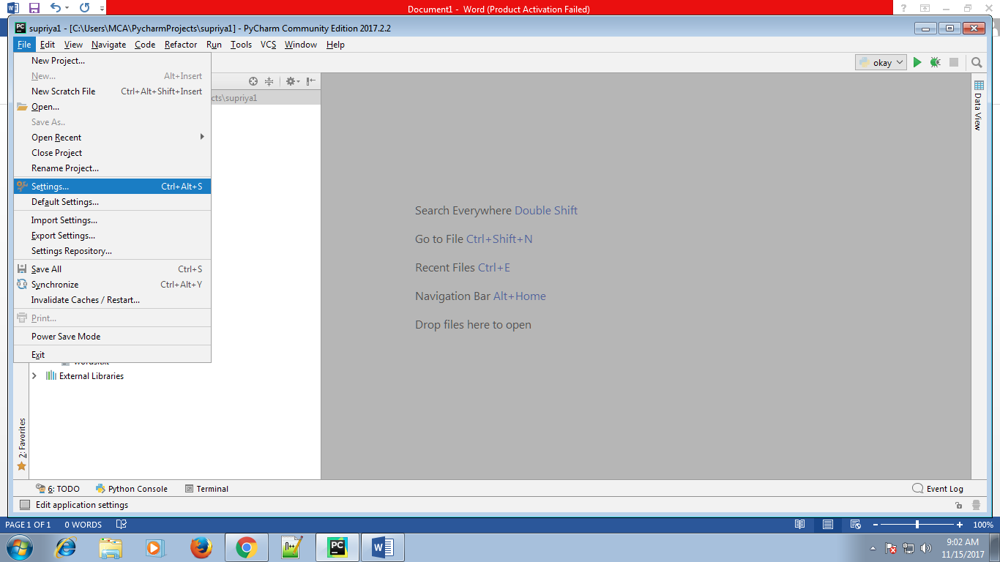 Document1 - Word (Product Activation Failed)
supriya1 - [C:\Users\MCA\PycharmProjects\supriya1] - PyCharm Community Edition 2017.2.2
File Edit View Navigate Code Refactor Run Tools VCS Window Help
okay
New Project...
New... Alt+Insert
New Scratch File Ctrl+Alt+Shift+Insert
cts\supriya1
Open...
Save As..
Open Recent
Close Project
Rename Project...
Settings... Ctrl+Alt+S
Default Settings...
Import Settings...
Export Settings...
Settings Repository...
Save All Ctrl+S
Synchronize Ctrl+Alt+Y
Invalidate Caches / Restart...
Print...
Power Save Mode
Exit
External Libraries
Search Everywhere Double Shift
Go to File Ctrl+Shift+N
Recent Files Ctrl+E
Navigation Bar Alt+Home
Drop files here to open
Data View
2: Favorites
6: TODO Python Console Terminal Event Log
Edit application settings
PAGE 1 OF 1 0 WORDS 100%
9:02 AM
11/15/2017